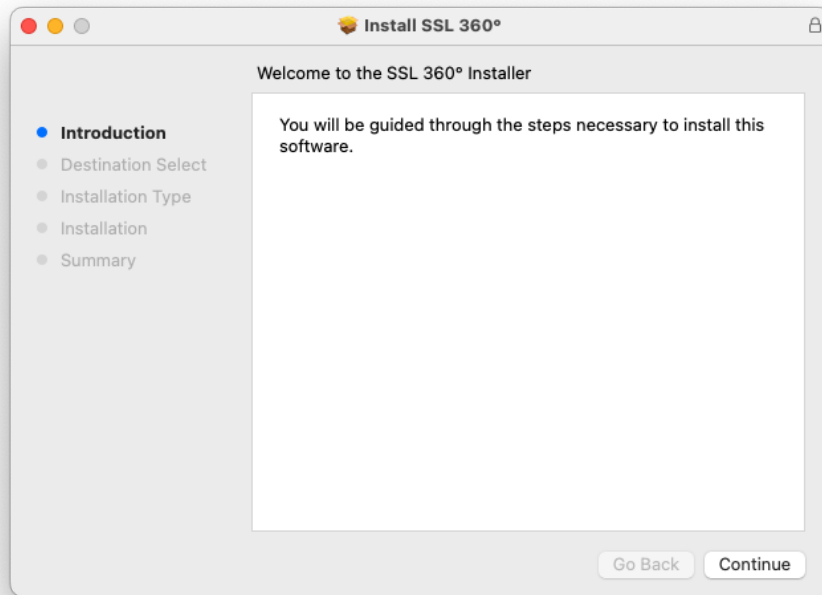 Install SSL 360°
Welcome to the SSL 360° Installer
Introduction
Destination Select
Installation Type
Installation
Summary
You will be guided through the steps necessary to install this
software.
Go Back
Continue